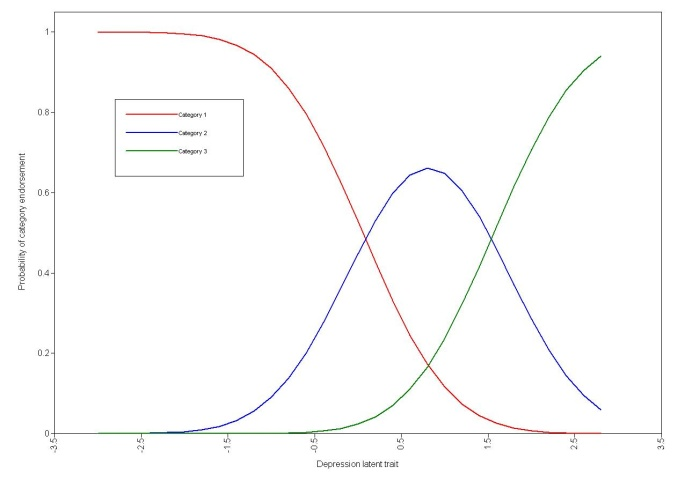 1
0.8
0.6
0.4
0.2
0
Probability of category endorsement
Category 1
Category 2
Category 3
-3.5
-2.5
-1.5
-0.5
0.5
1.5
2.5
3.5
Depression latent trait